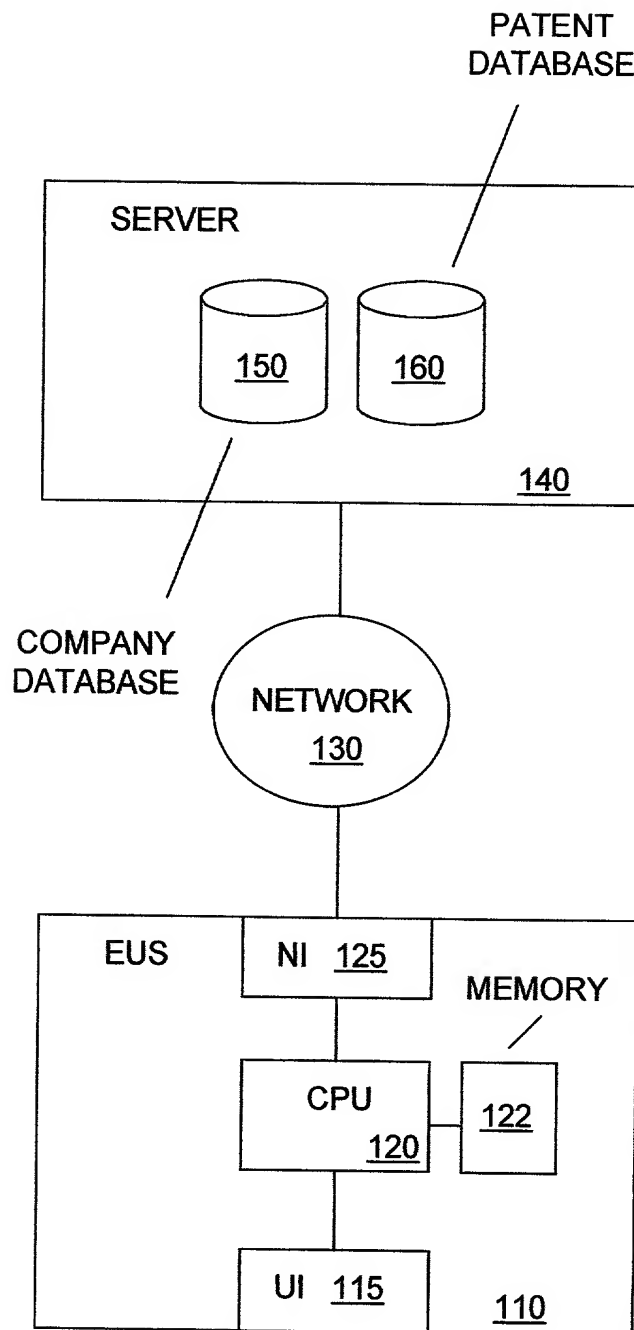 PATENT
DATABASE
SERVER
150
160
140
COMPANY
DATABASE
NETWORK
130
EUS
NI 125
MEMORY
CPU
120
122
UI 115
110